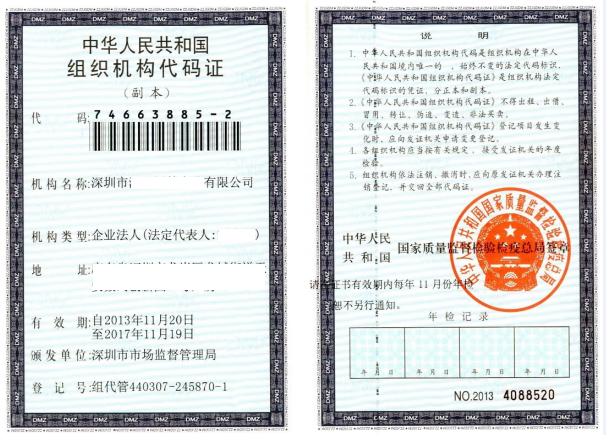 中华人民共和国
组织机构代码证
(副本)
代 码:74663885-2
机构名称:深圳市 有限公司
机构类型:企业法人(法定代表人: )
地 址:
有 效 期:自2013年11月20日
至2017年11月19日
颁发单位:深圳市市场监督管理局
登 记 号:组代管440307-245870-1
说 明
1. 中华人民共和国组织机构代码是组织机构在中华人
民共和国境内唯一的、始终不变的法定代码标识,
《中华人民共和国组织机构代码证》是组织机构法定
代码标识的凭证,分正本和副本。
2.《中华人民共和国组织机构代码证》不得出租、出借、
冒用、转让、伪造、变造、非法买卖。
3.《中华人民共和国组织机构代码证》登记项目发生变
化时,应向发证机关申请变更登记。
4. 各组织机构应当按有关规定,接受发证机关的年度
检验。
5. 组织机构依法注销、撤消时,应向原发证机关办理注
销登记,并交回全部代码证。
中华人民
共和国
国家质量监督检验检疫总局签章
中华人民共和国国家质量监督检验检疫总局
请在证书有效期内每年11月份年检
恕不另行通知。
年检记录
年 月 日 年 月 日 年 月 日 年 月 日
NO.2013 4088520